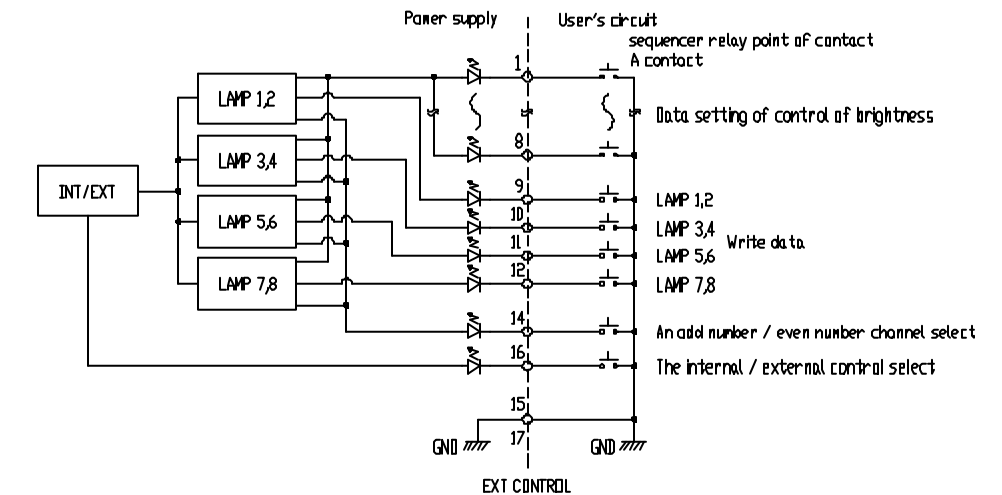 Power supply
User's circuit
sequencer relay point of contact
A contact
1
LAMP 1,2
Data setting of control of brightness
8
LAMP 3,4
INT/EXT
9
LAMP 1,2
LAMP 5,6
10
LAMP 3,4
Write data
11
LAMP 5,6
LAMP 7,8
12
LAMP 7,8
14
An add number / even number channel select
16
The internal / external control select
15
GND
17
GND
EXT CONTROL